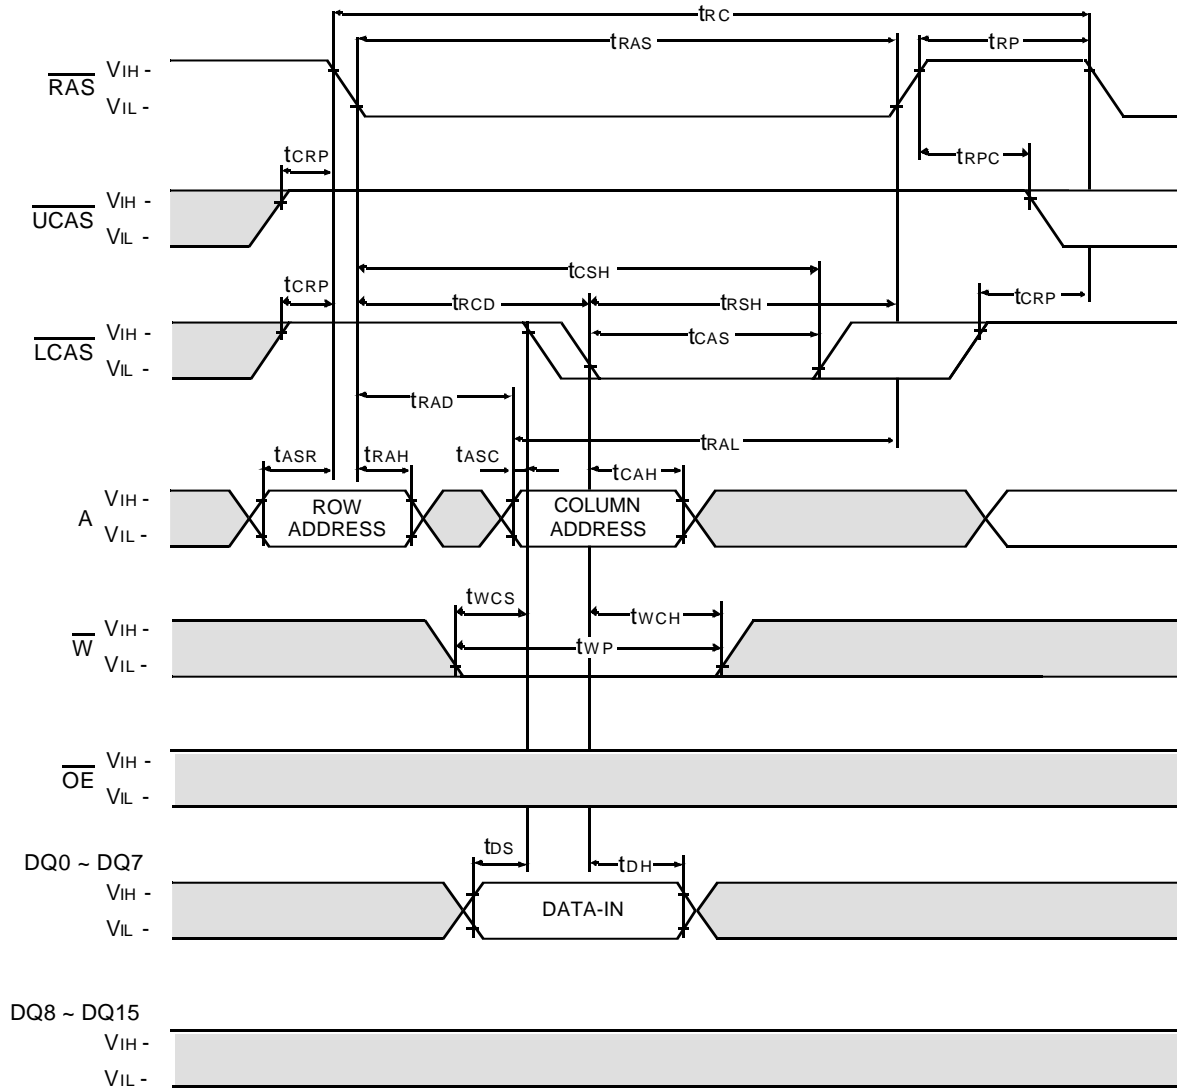 tRC
tRAS
tRP
RAS
VIH -
VIL -
tCRP
tRPC
UCAS
VIH -
VIL -
tCSH
tCRP
tRCD
tRSH
tCRP
LCAS
VIH -
VIL -
tCAS
tRAD
tRAL
tASR
tRAH
tASC
tCAH
A
VIH -
VIL -
ROW
ADDRESS
COLUMN
ADDRESS
tWCS
tWCH
W
VIH -
VIL -
tWP
OE
VIH -
VIL -
tDS
tDH
DQ0 ~ DQ7
VIH -
VIL -
DATA-IN
DQ8 ~ DQ15
VIH -
VIL -